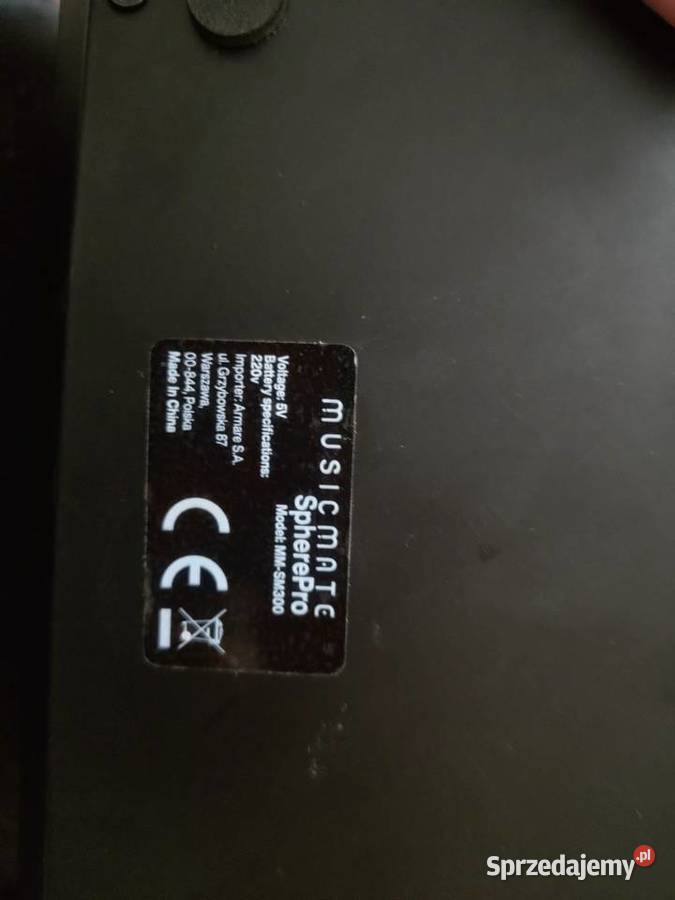 MUSICMATE
SpherePro
Model: MM-SM300
Voltage: 5V
Battery specifications:
220v
Importer: Armare S.A.
ul. Grzybowska 87
Warszawa,
00-844, Polska
Made In China
CE
Sprzedajemy.pl